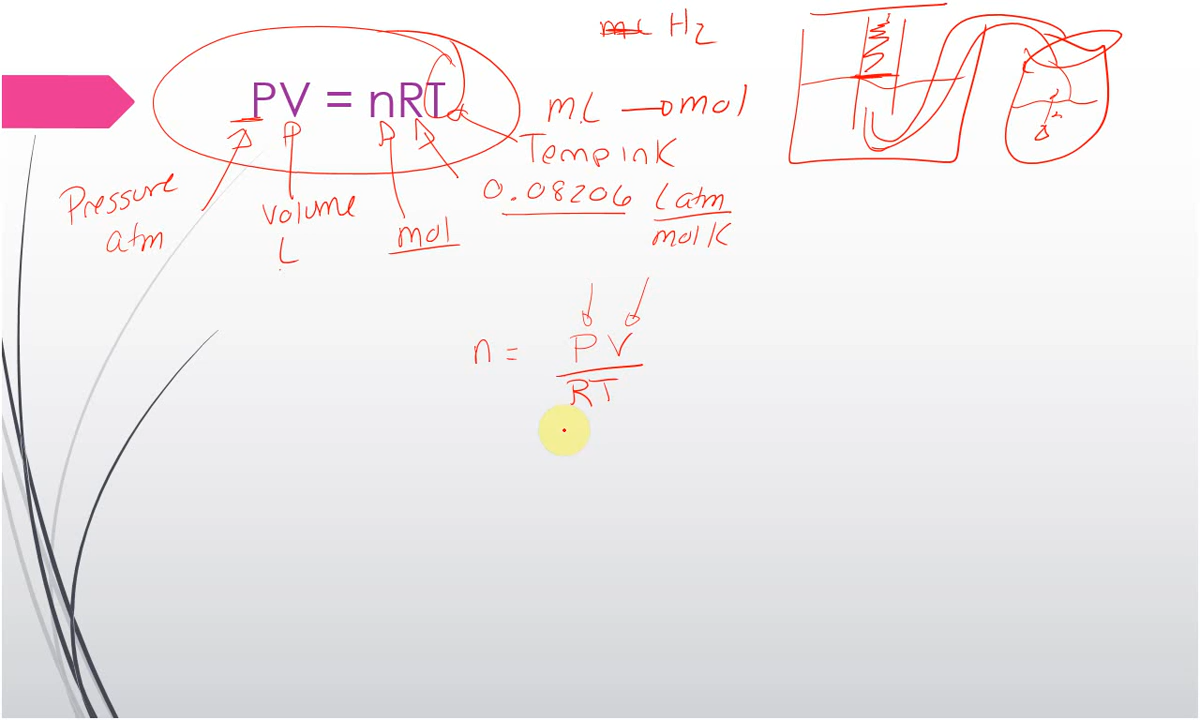 H2
PV = nRT
mL → mol
Temp in K
Pressure
atm
volume
L
mol
0.08206 L atm
mol K
n = PV
RT